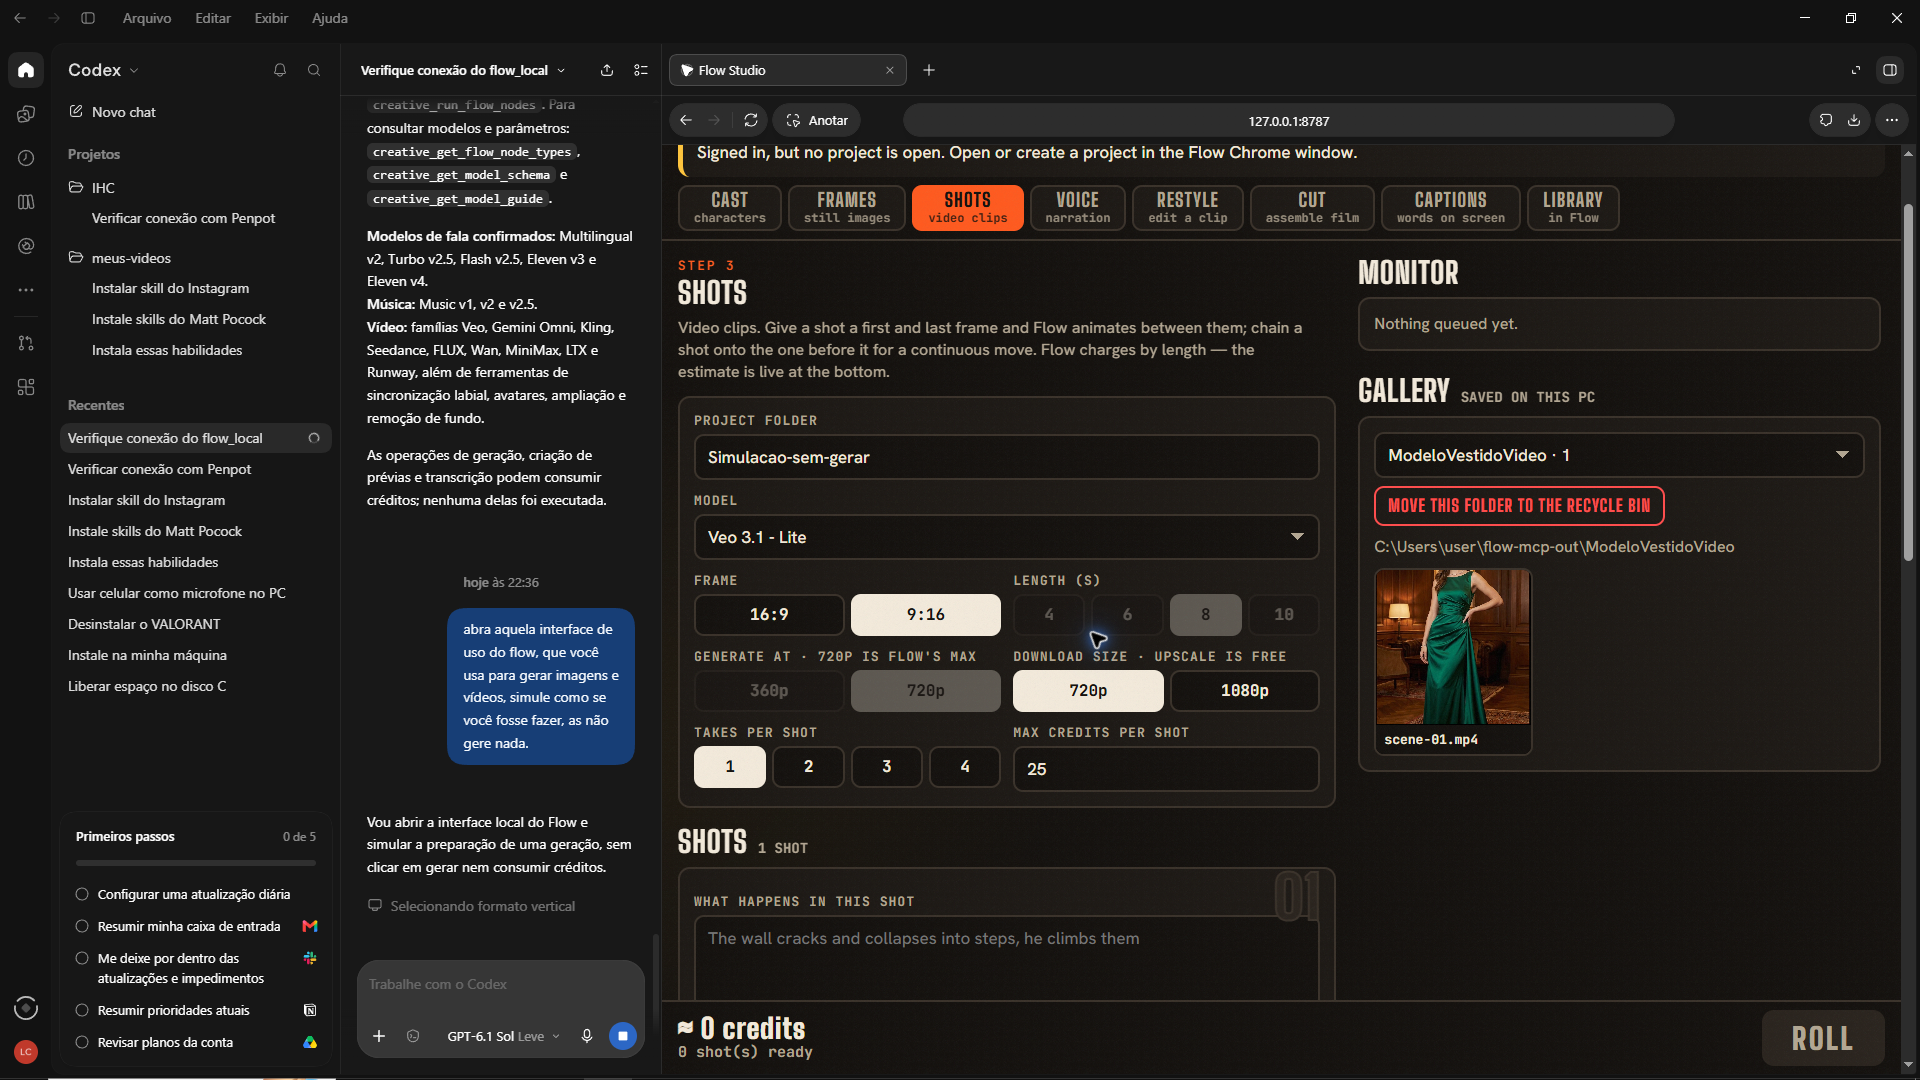 Arquivo Editar Exibir Ajuda
Codex
Novo chat
Projetos
IHC
Verificar conexão com Penpot
meus-videos
Instalar skill do Instagram
Instale skills do Matt Pocock
Instala essas habilidades
Recentes
Verifique conexão do flow_local
Verificar conexão com Penpot
Instalar skill do Instagram
Instale skills do Matt Pocock
Instala essas habilidades
Usar celular como microfone no PC
Desinstalar o VALORANT
Instale na minha máquina
Liberar espaço no disco C
Primeiros passos 0 de 5
Configurar uma atualização diária
Resumir minha caixa de entrada
Me deixe por dentro das
atualizações e impedimentos
Resumir prioridades atuais
Revisar planos da conta
LC
Verifique conexão do flow_local
creative_run_flow_nodes . Para
consultar modelos e parâmetros:
creative_get_flow_node_types ,
creative_get_model_schema e
creative_get_model_guide .
Modelos de fala confirmados: Multilingual
v2, Turbo v2.5, Flash v2.5, Eleven v3 e
Eleven v4.
Música: Music v1, v2 e v2.5.
Vídeo: famílias Veo, Gemini Omni, Kling,
Seedance, FLUX, Wan, MiniMax, LTX e
Runway, além de ferramentas de
sincronização labial, avatares, ampliação e
remoção de fundo.
As operações de geração, criação de
prévias e transcrição podem consumir
créditos; nenhuma delas foi executada.
hoje às 22:36
abra aquela interface de
uso do flow, que você
usa para gerar imagens e
vídeos, simule como se
você fosse fazer, as não
gere nada.
Vou abrir a interface local do Flow e
simular a preparação de uma geração, sem
clicar em gerar nem consumir créditos.
Selecionando formato vertical
Trabalhe com o Codex
GPT-6.1 Sol Leve
Flow Studio
Anotar
127.0.0.1:8787
Signed in, but no project is open. Open or create a project in the Flow Chrome window.
CAST FRAMES SHOTS VOICE RESTYLE CUT CAPTIONS LIBRARY
characters still images video clips narration edit a clip assemble film words on screen in Flow
STEP 3
SHOTS
Video clips. Give a shot a first and last frame and Flow animates between them; chain a
shot onto the one before it for a continuous move. Flow charges by length — the
estimate is live at the bottom.
PROJECT FOLDER
Simulacao-sem-gerar
MODEL
Veo 3.1 - Lite
FRAME LENGTH (S)
16:9 9:16 4 6 8 10
GENERATE AT · 720P IS FLOW'S MAX DOWNLOAD SIZE · UPSCALE IS FREE
360p 720p 720p 1080p
TAKES PER SHOT MAX CREDITS PER SHOT
1 2 3 4 25
SHOTS 1 SHOT
01
WHAT HAPPENS IN THIS SHOT
The wall cracks and collapses into steps, he climbs them
≈ 0 credits
0 shot(s) ready
ROLL
MONITOR
Nothing queued yet.
GALLERY SAVED ON THIS PC
ModeloVestidoVideo · 1
MOVE THIS FOLDER TO THE RECYCLE BIN
C:\Users\user\flow-mcp-out\ModeloVestidoVideo
scene-01.mp4